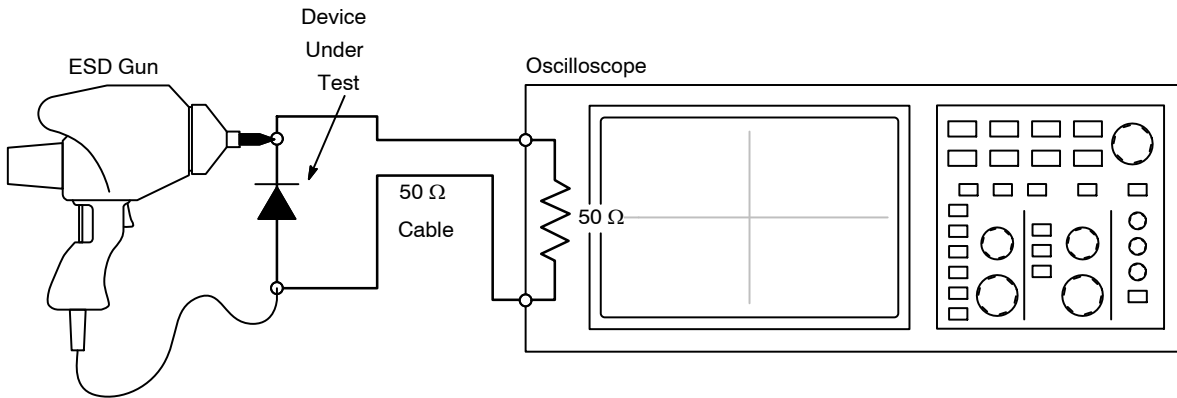 Device
Under
Test
ESD Gun
Oscilloscope
50 Ω
Cable
50 Ω